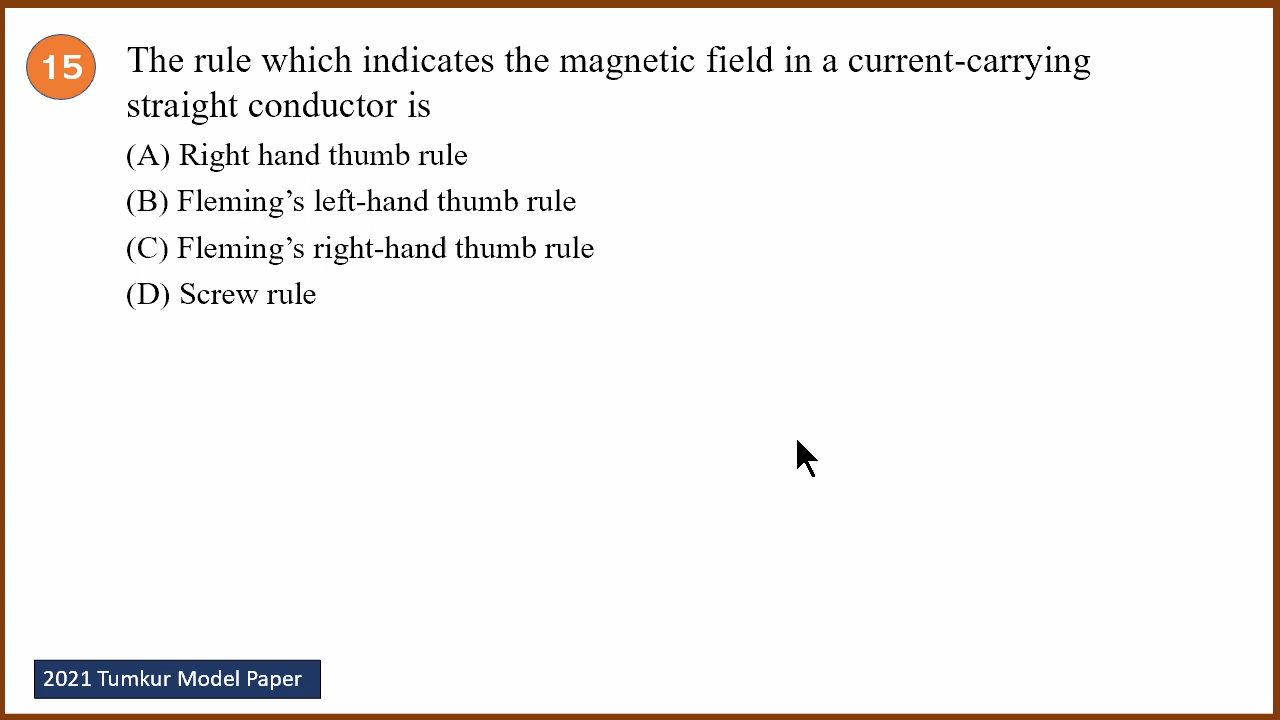 15
The rule which indicates the magnetic field in a current-carrying
straight conductor is
(A) Right hand thumb rule
(B) Fleming’s left-hand thumb rule
(C) Fleming’s right-hand thumb rule
(D) Screw rule
2021 Tumkur Model Paper